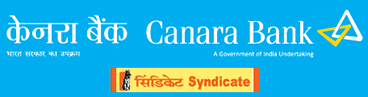 केनरा बैंक Canara Bank
भारत सरकार का उपक्रम A Government of India Undertaking
सिंडिकेट Syndicate